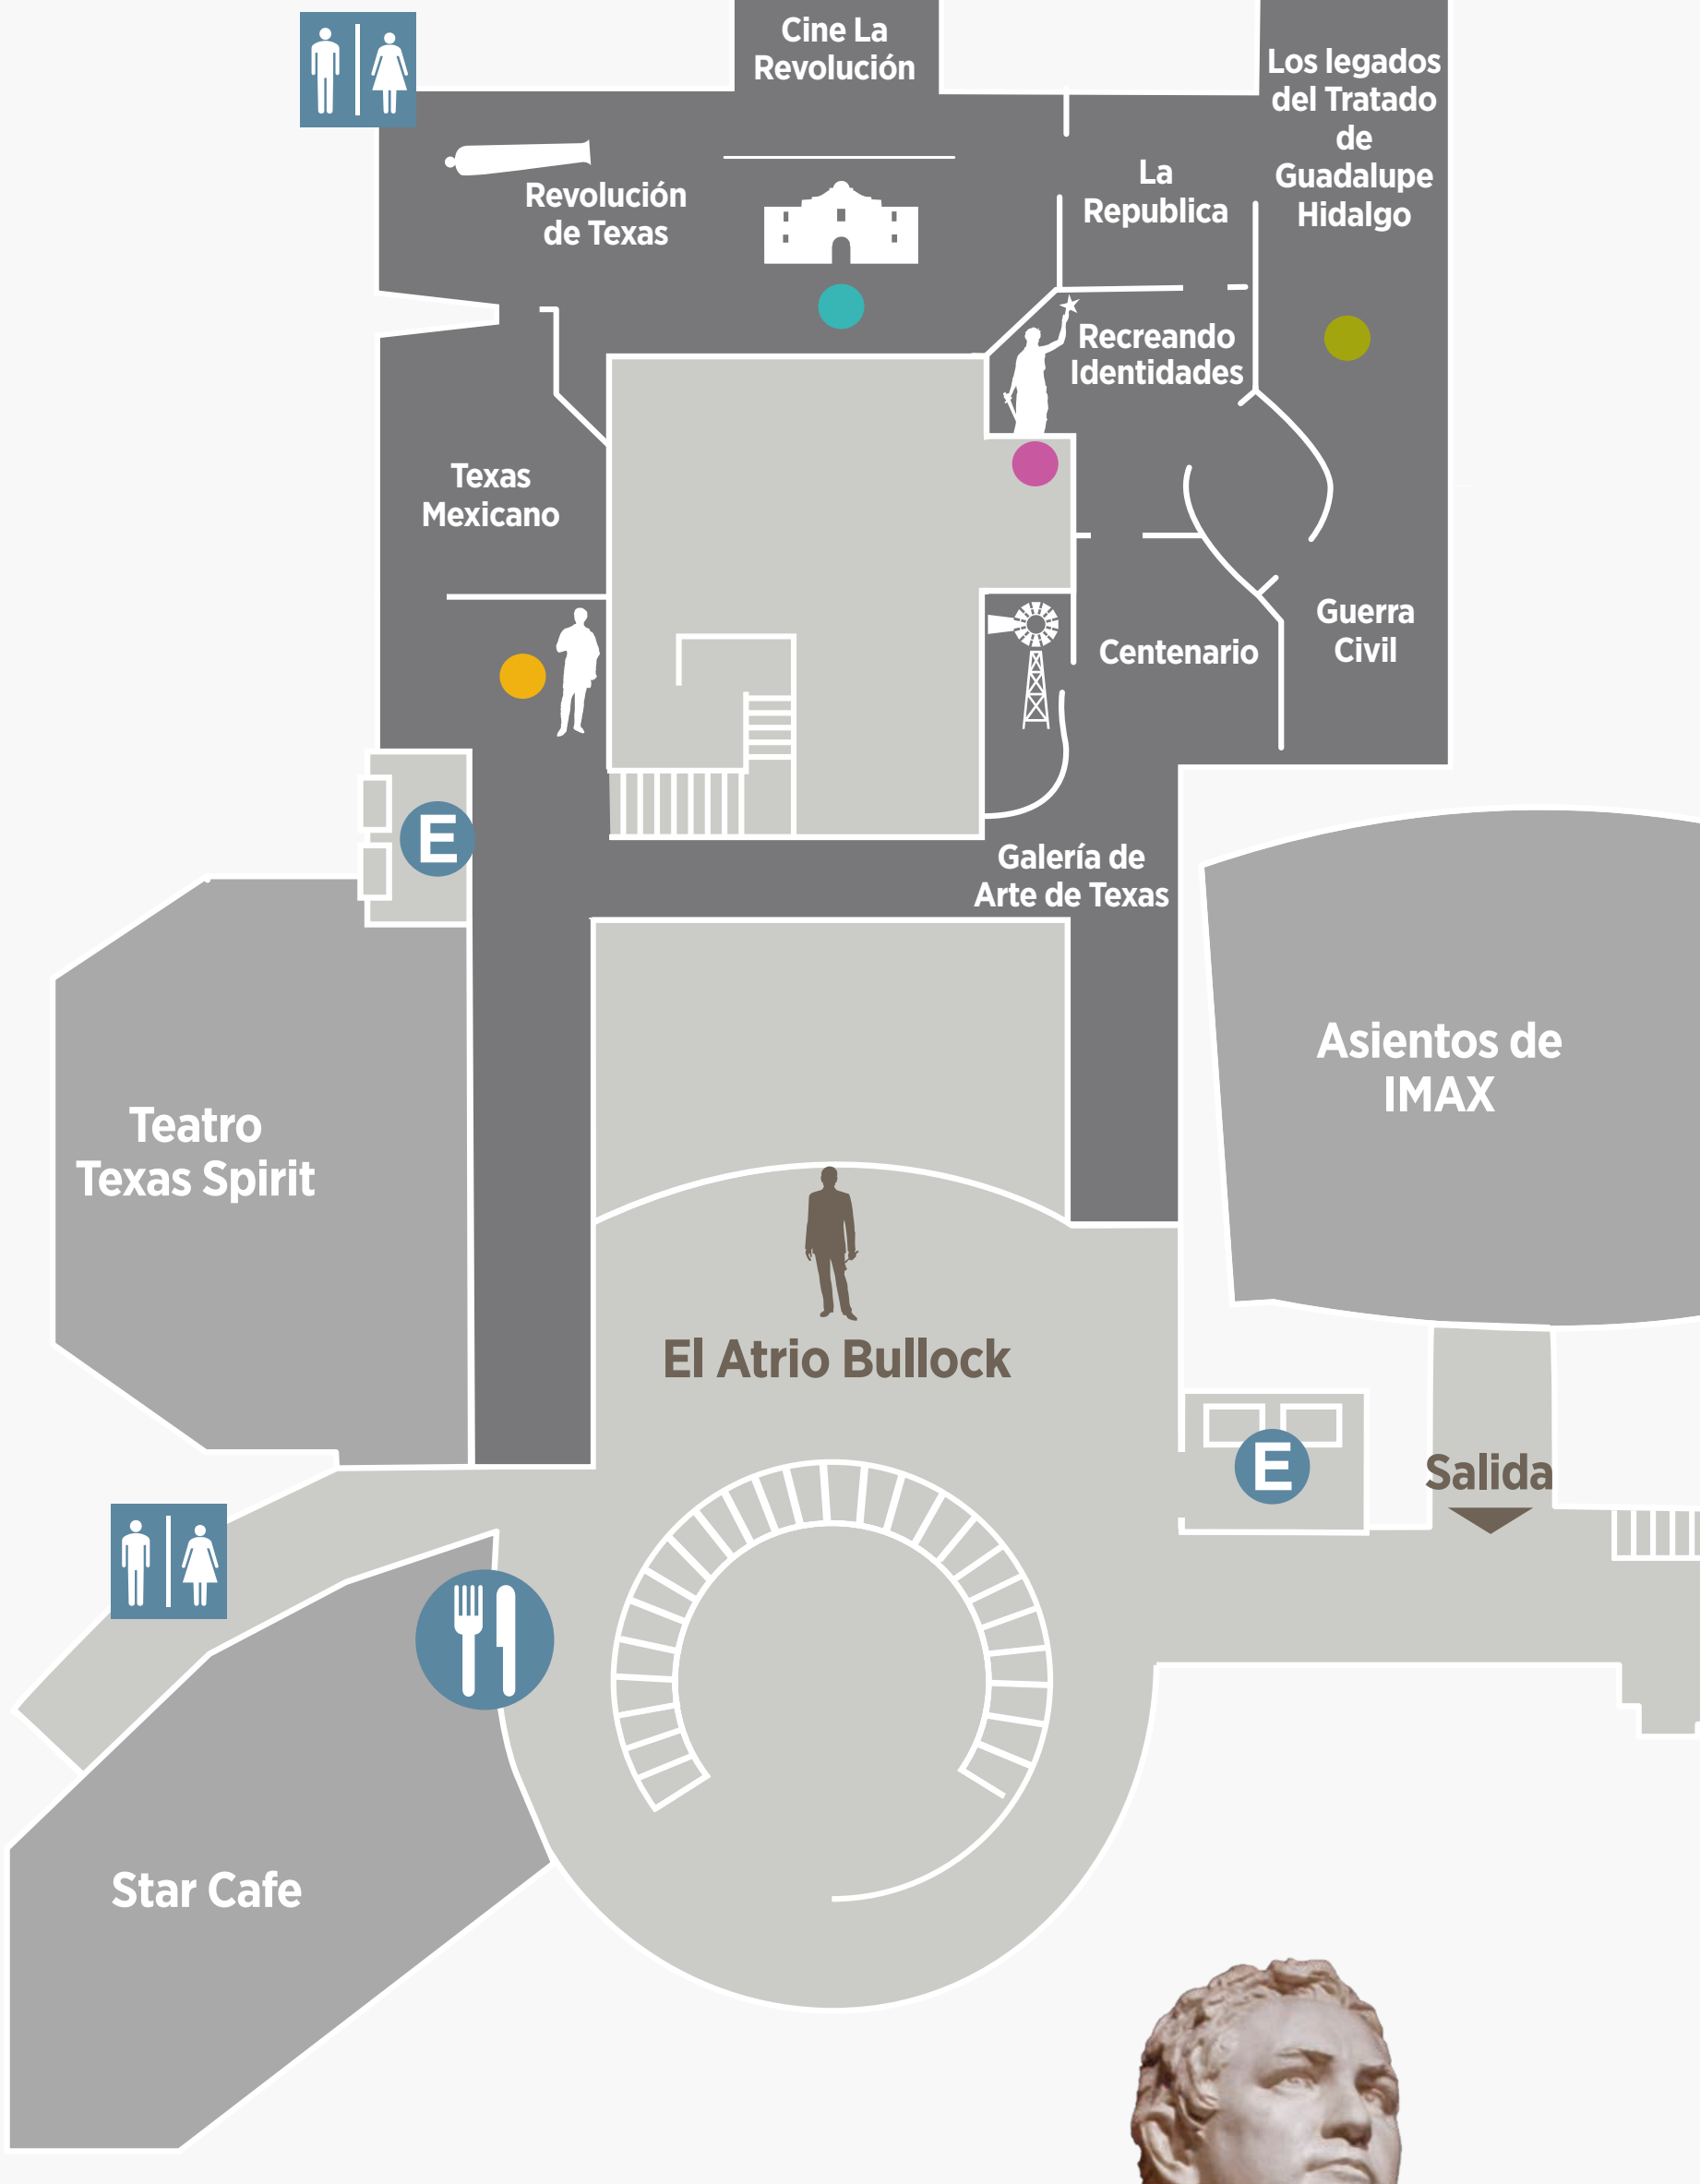 Cine La
Revolución
Los legados
del Tratado
de
Guadalupe
Hidalgo
La
Republica
Revolución
de Texas
Recreando
Identidades
Texas
Mexicano
Guerra
Civil
Centenario
E
Galería de
Arte de Texas
Asientos de
IMAX
Teatro
Texas Spirit
El Atrio Bullock
E
Salida
Star Cafe